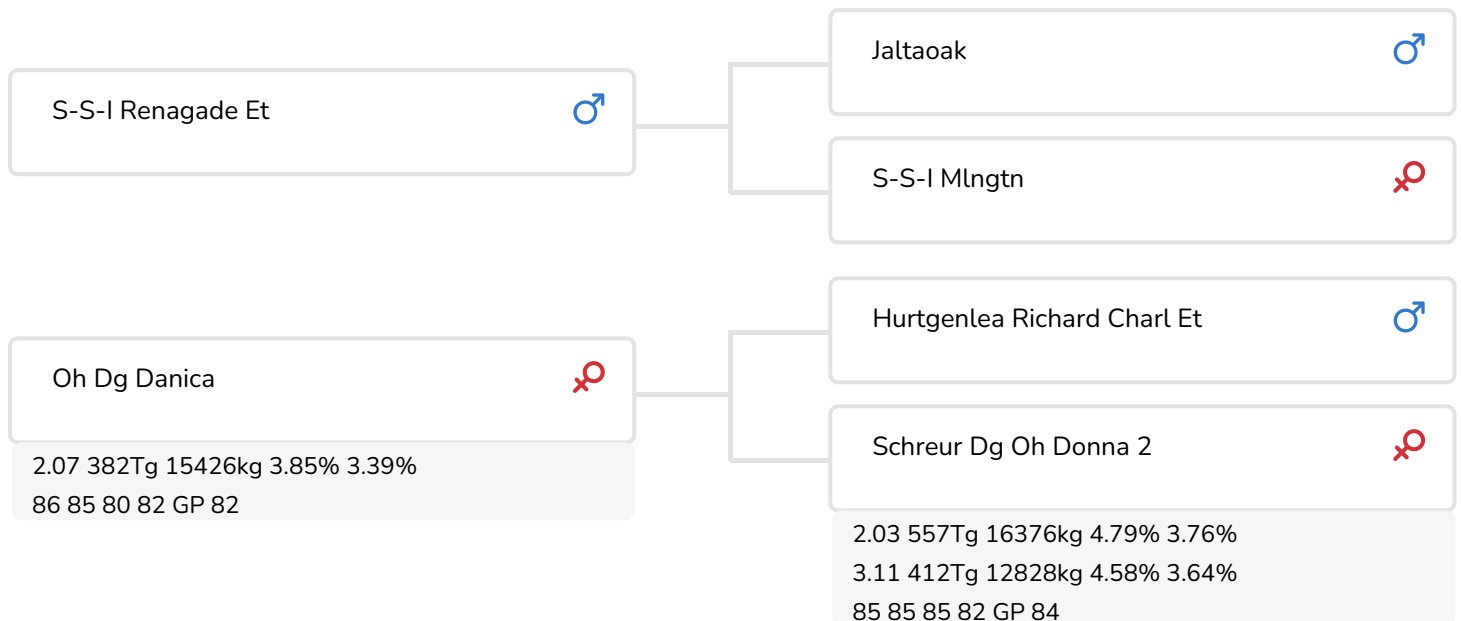 S-S-I Renagade Et
Jaltaoak
S-S-I Mlngtn
Oh Dg Danica
2.07 382Tg 15426kg 3.85% 3.39%
86 85 80 82 GP 82
Hurtgenlea Richard Charl Et
Schreur Dg Oh Donna 2
2.03 557Tg 16376kg 4.79% 3.76%
3.11 412Tg 12828kg 4.58% 3.64%
85 85 85 82 GP 84